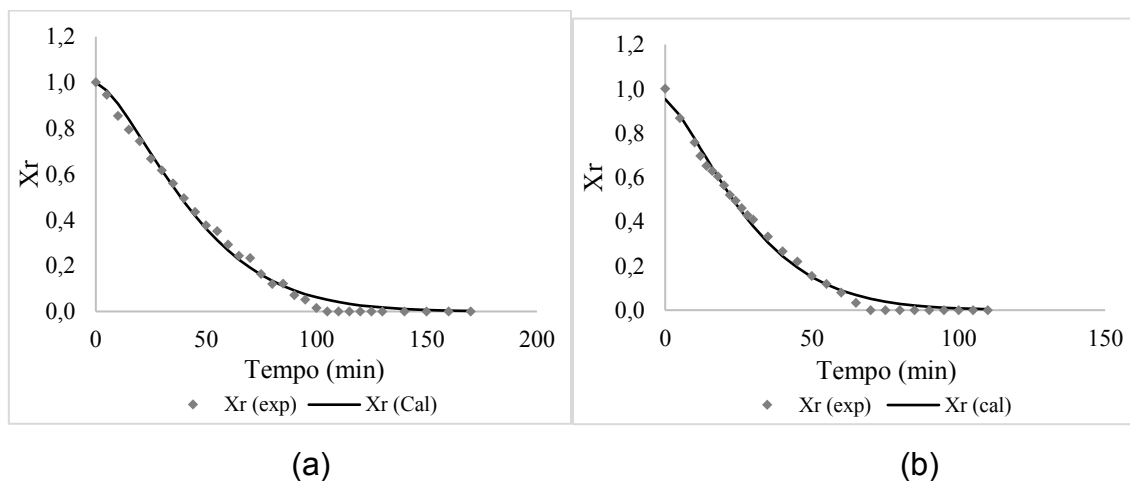 1,2
1,0
0,8
0,6
0,4
0,2
0,0
Xr
0 50 100 150 200
Tempo (min)
Xr (exp) Xr (Cal)
(a)
1,2
1,0
0,8
0,6
0,4
0,2
0,0
Xr
0 50 100 150
Tempo (min)
Xr (exp) Xr (cal)
(b)